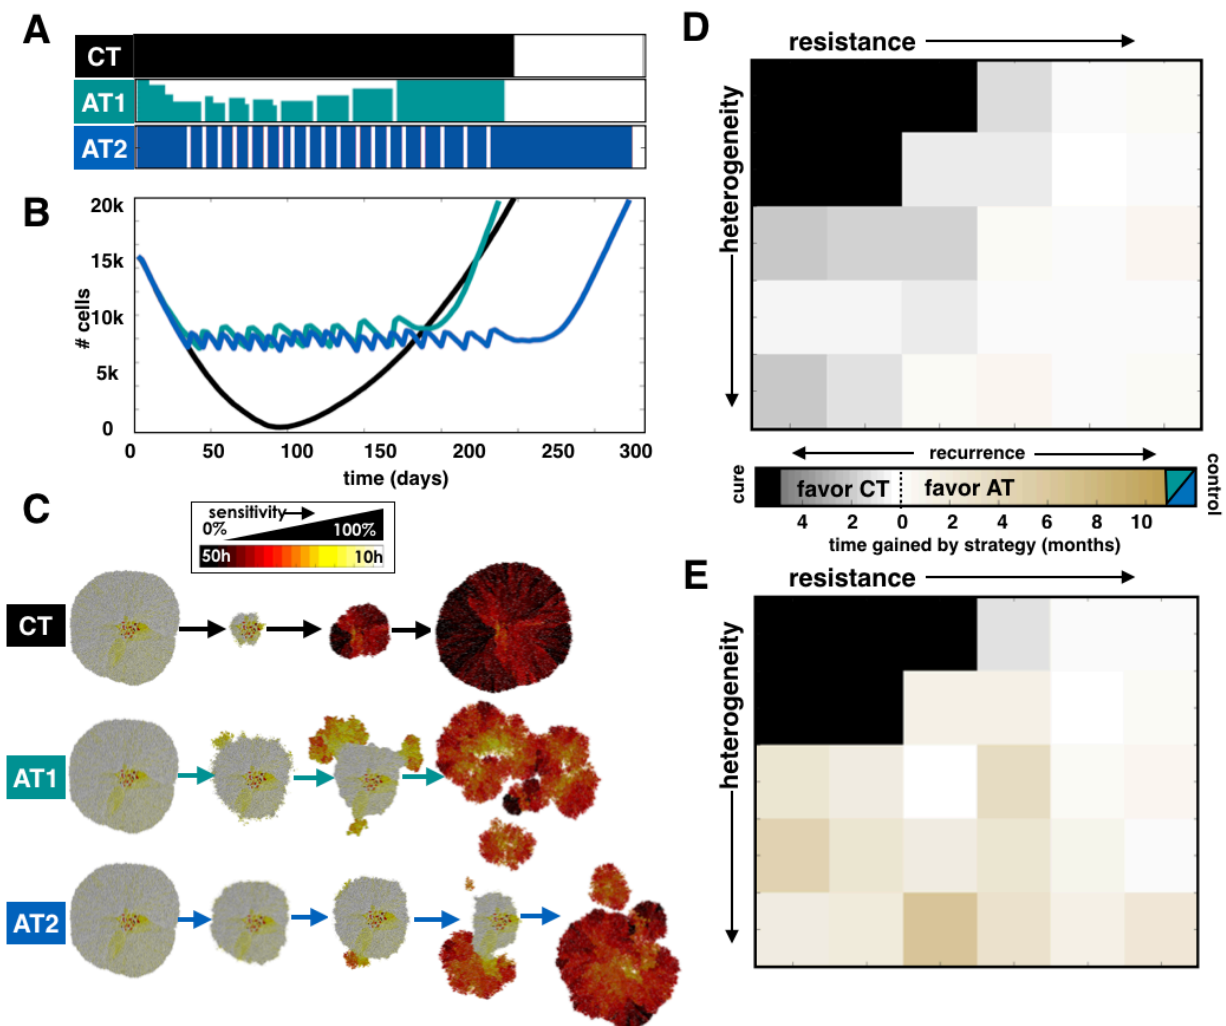 A
CT
AT1
AT2
B
20k
15k
10k
5k
0
# cells
0 50 100 150 200 250 300
time (days)
C
sensitivity
0% 100%
50h 10h
CT
AT1
AT2
D
resistance
heterogeneity
recurrence
cure
favor CT
favor AT
control
4 2 0 2 4 6 8 10
time gained by strategy (months)
E
resistance
heterogeneity